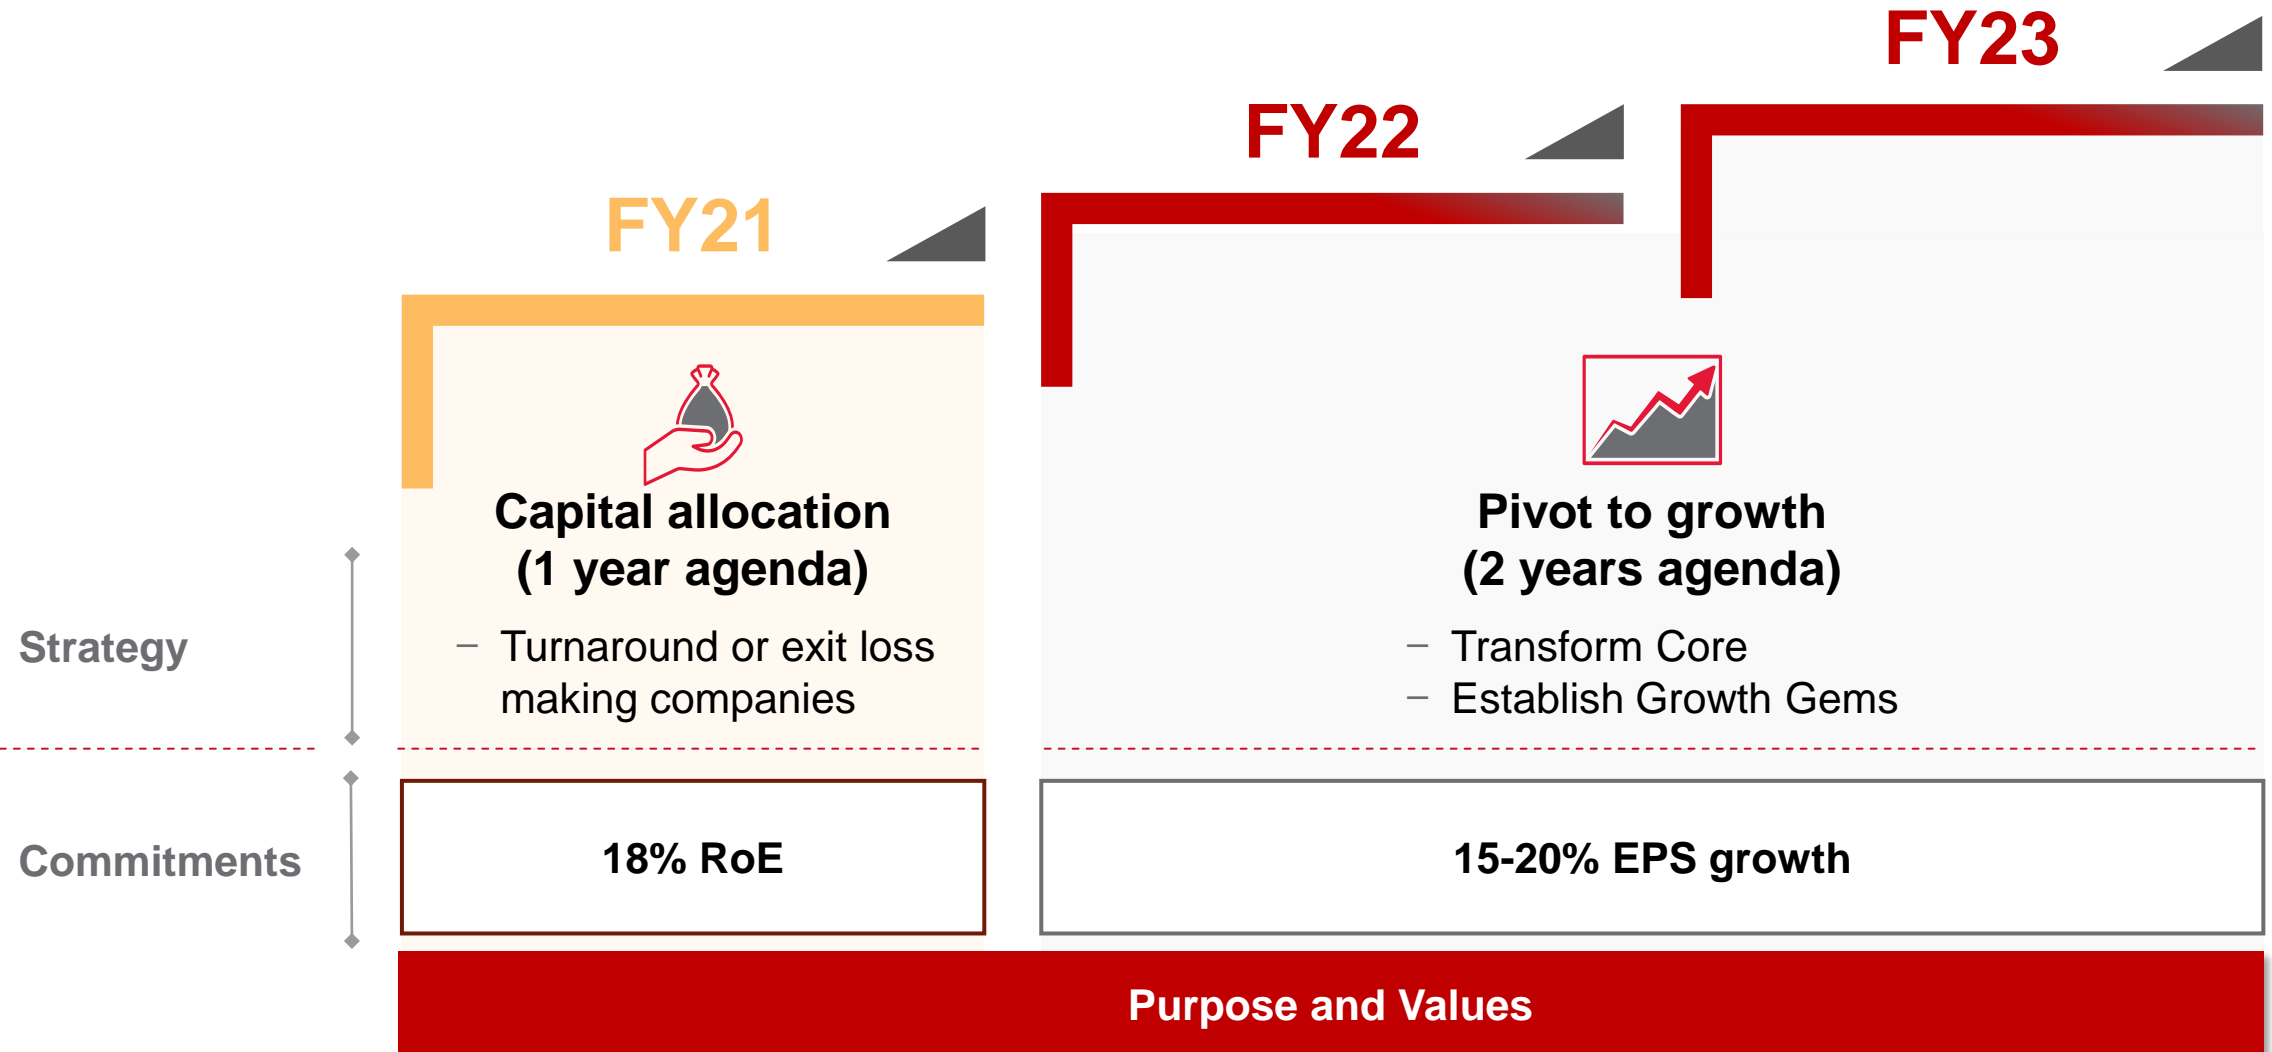 FY23
FY22
FY21
Capital allocation
(1 year agenda)
Pivot to growth
(2 years agenda)
Strategy
– Turnaround or exit loss
making companies
– Transform Core
– Establish Growth Gems
Commitments
18% RoE
15-20% EPS growth
Purpose and Values